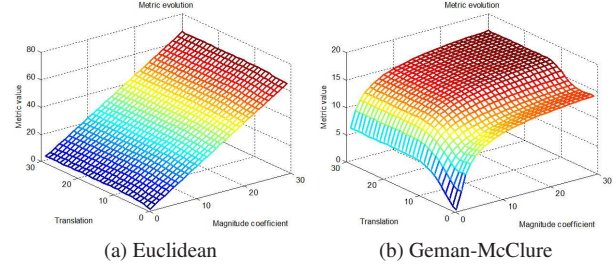 Metric evolution
80
60
40
20
0
Metric value
30
20
10
0
Translation
0
10
20
30
Magnitude coefficient
(a) Euclidean
Metric evolution
20
15
10
5
0
Metric value
30
20
10
0
Translation
0
10
20
30
Magnitude coefficient
(b) Geman-McClure